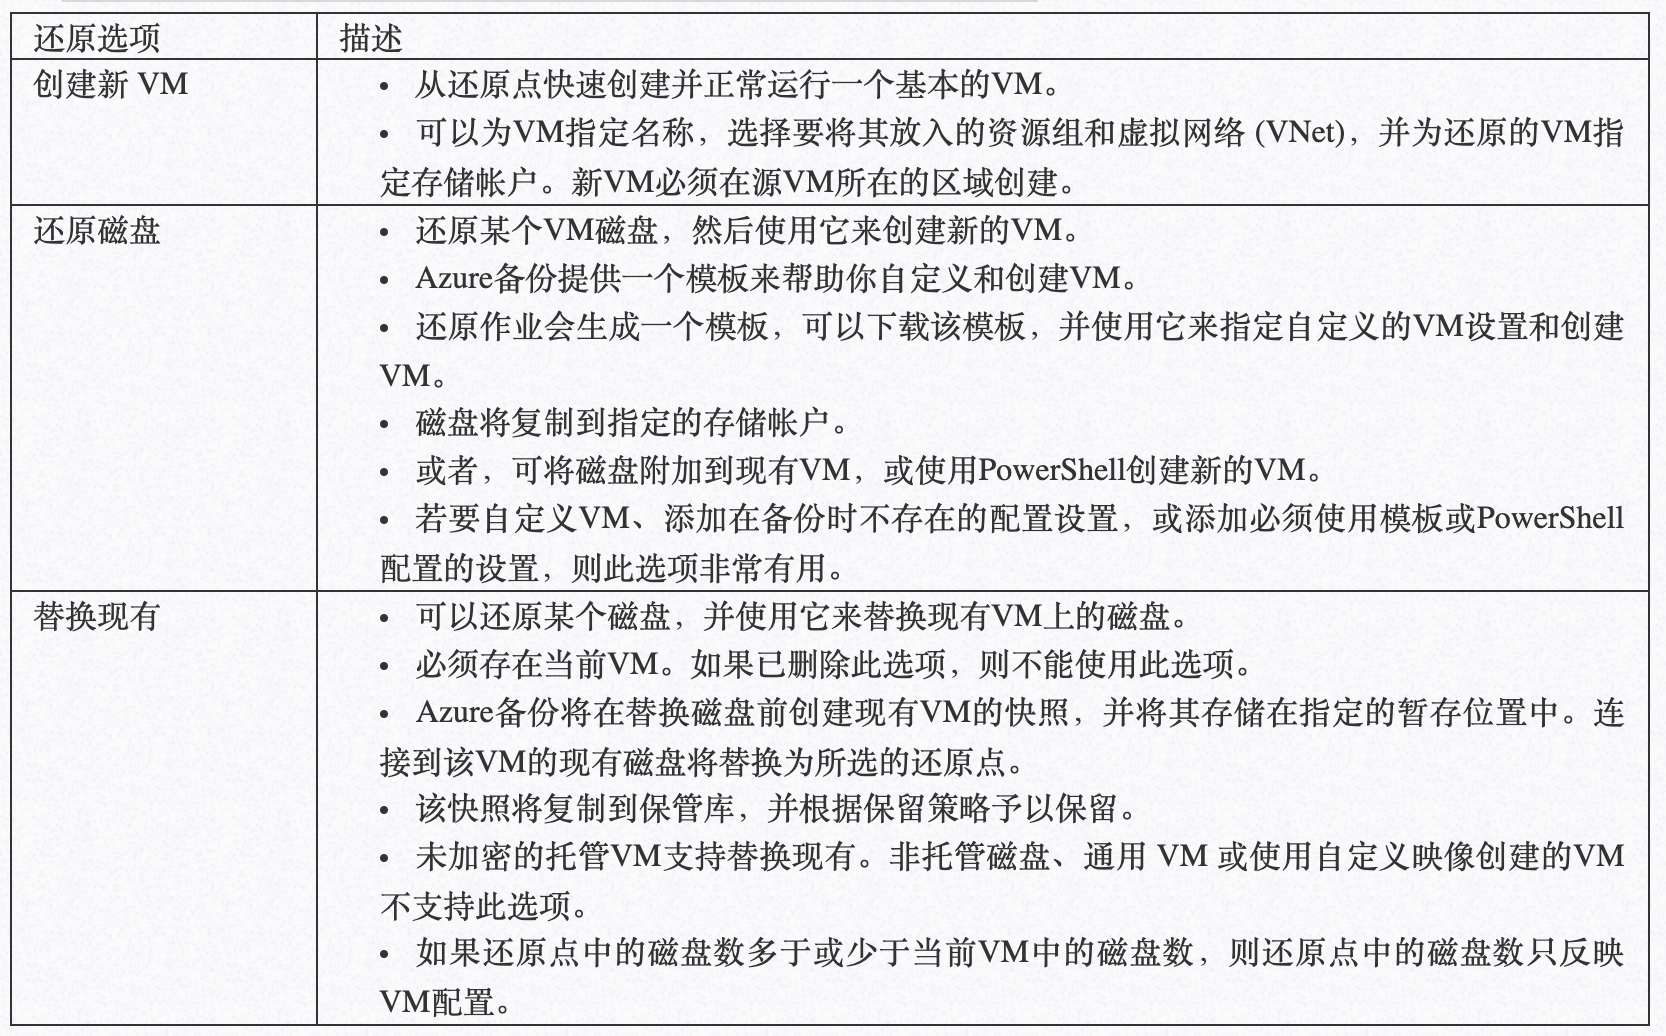 还原选项
描述
创建新 VM
• 从还原点快速创建并正常运行一个基本的VM。
• 可以为VM指定名称，选择要将其放入的资源组和虚拟网络 (VNet)，并为还原的VM指
定存储帐户。新VM必须在源VM所在的区域创建。
还原磁盘
• 还原某个VM磁盘，然后使用它来创建新的VM。
• Azure备份提供一个模板来帮助你自定义和创建VM。
• 还原作业会生成一个模板，可以下载该模板，并使用它来指定自定义的VM设置和创建
VM。
• 磁盘将复制到指定的存储帐户。
• 或者，可将磁盘附加到现有VM，或使用PowerShell创建新的VM。
• 若要自定义VM、添加在备份时不存在的配置设置，或添加必须使用模板或PowerShell
配置的设置，则此选项非常有用。
替换现有
• 可以还原某个磁盘，并使用它来替换现有VM上的磁盘。
• 必须存在当前VM。如果已删除此选项，则不能使用此选项。
• Azure备份将在替换磁盘前创建现有VM的快照，并将其存储在指定的暂存位置中。连
接到该VM的现有磁盘将替换为所选的还原点。
• 该快照将复制到保管库，并根据保留策略予以保留。
• 未加密的托管VM支持替换现有。非托管磁盘、通用 VM 或使用自定义映像创建的VM
不支持此选项。
• 如果还原点中的磁盘数多于或少于当前VM中的磁盘数，则还原点中的磁盘数只反映
VM配置。